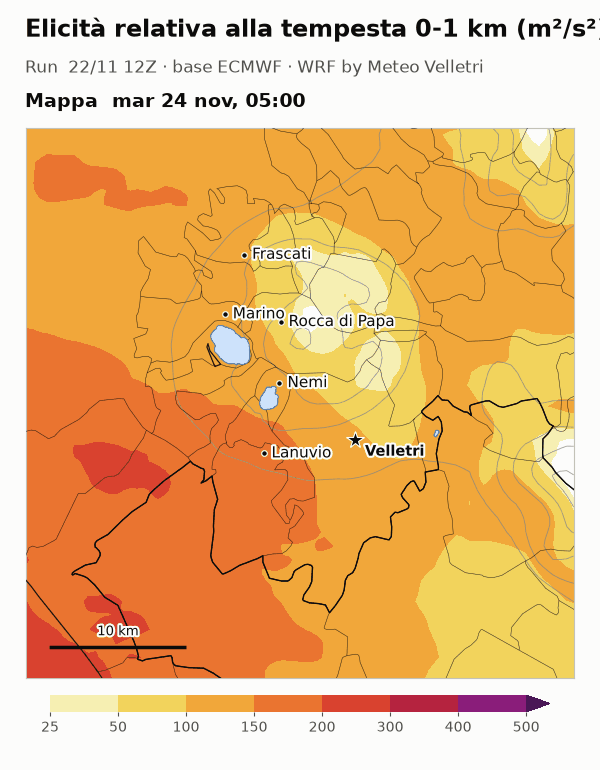 Elicità relativa alla tempesta 0-1 km (m²/s²)
Run 22/11 12Z · base ECMWF · WRF by Meteo Velletri
Mappa mar 24 nov, 05:00
Frascati
Marino
Rocca di Papa
Nemi
Velletri
Lanuvio
10 km
25 50 100 150 200 300 400 500